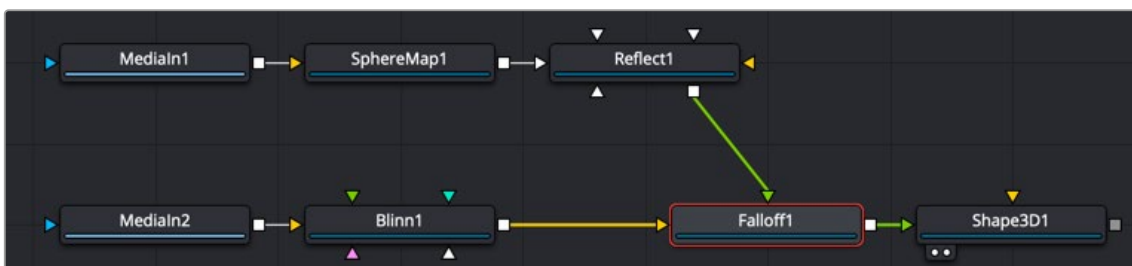 MediaIn1
SphereMap1
Reflect1
MediaIn2
Blinn1
Falloff1
Shape3D1